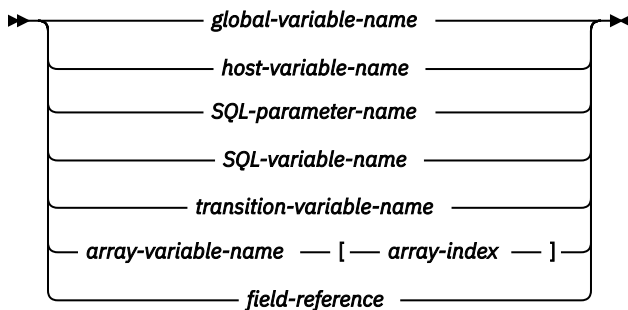 global-variable-name
host-variable-name
SQL-parameter-name
SQL-variable-name
transition-variable-name
array-variable-name [ array-index ]
field-reference